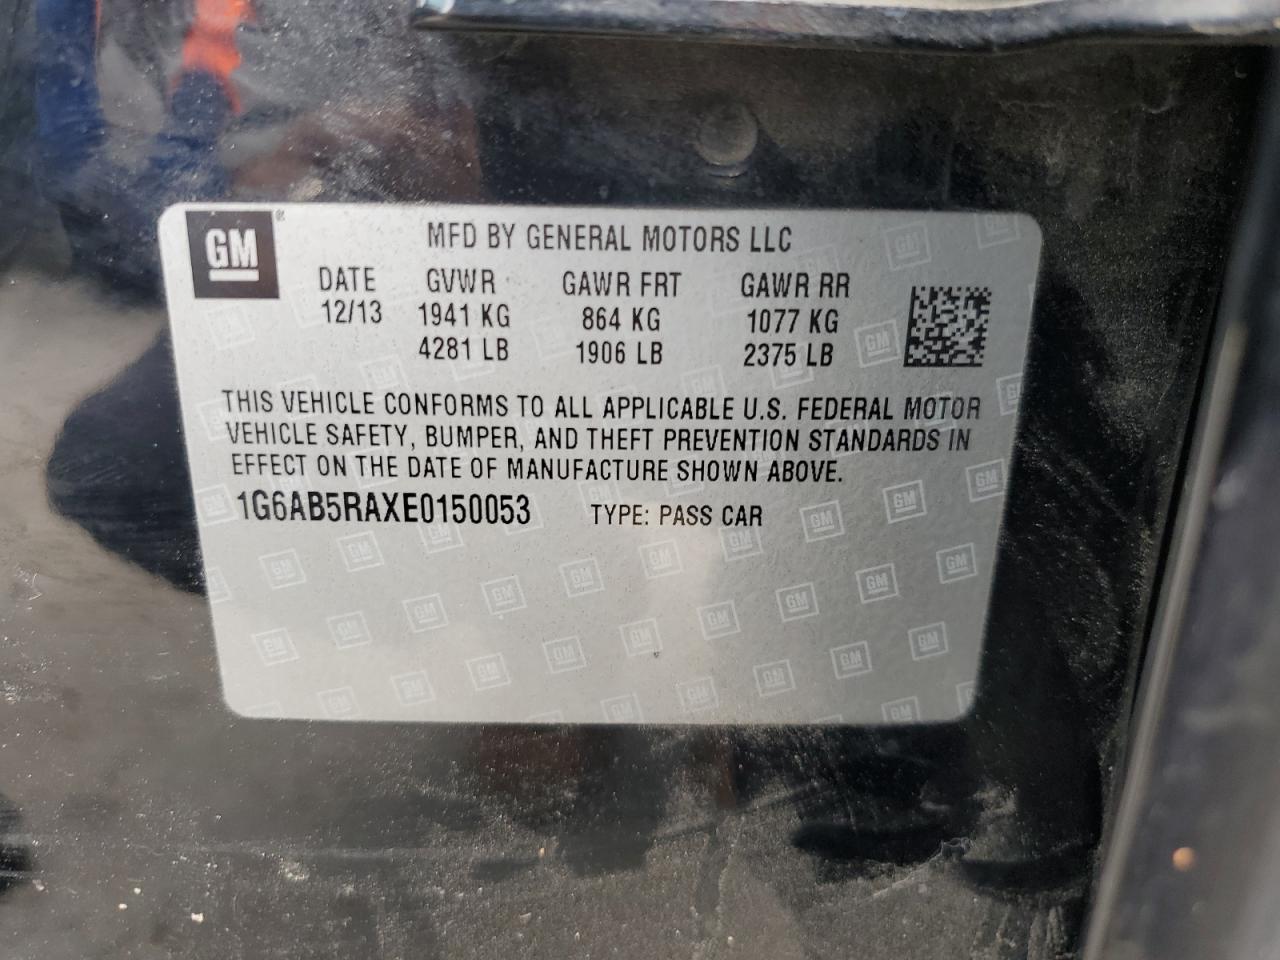 GM ®
MFD BY GENERAL MOTORS LLC
DATE GVWR GAWR FRT GAWR RR
12/13 1941 KG 864 KG 1077 KG
4281 LB 1906 LB 2375 LB
THIS VEHICLE CONFORMS TO ALL APPLICABLE U.S. FEDERAL MOTOR
VEHICLE SAFETY, BUMPER, AND THEFT PREVENTION STANDARDS IN
EFFECT ON THE DATE OF MANUFACTURE SHOWN ABOVE.
1G6AB5RAXE0150053 TYPE: PASS CAR